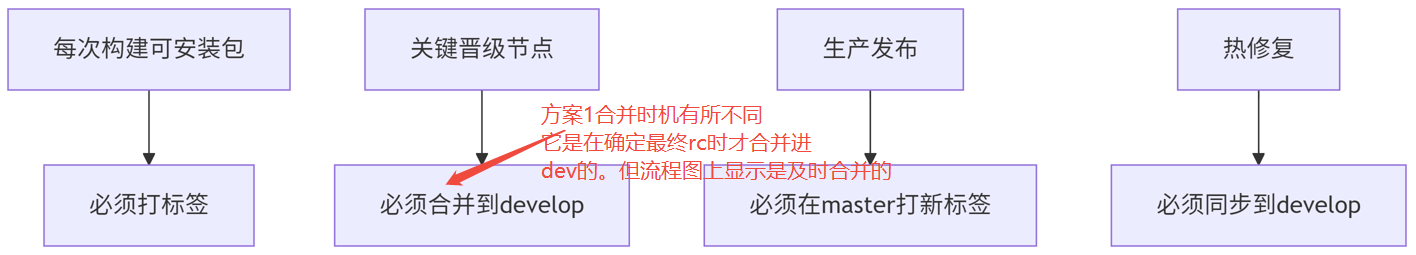 每次构建可安装包
关键晋级节点
生产发布
热修复
方案1合并时机有所不同
它是在确定最终rc时才合并进
dev的。但流程图上显示是及时合并的
必须打标签
必须合并到develop
必须在master打新标签
必须同步到develop